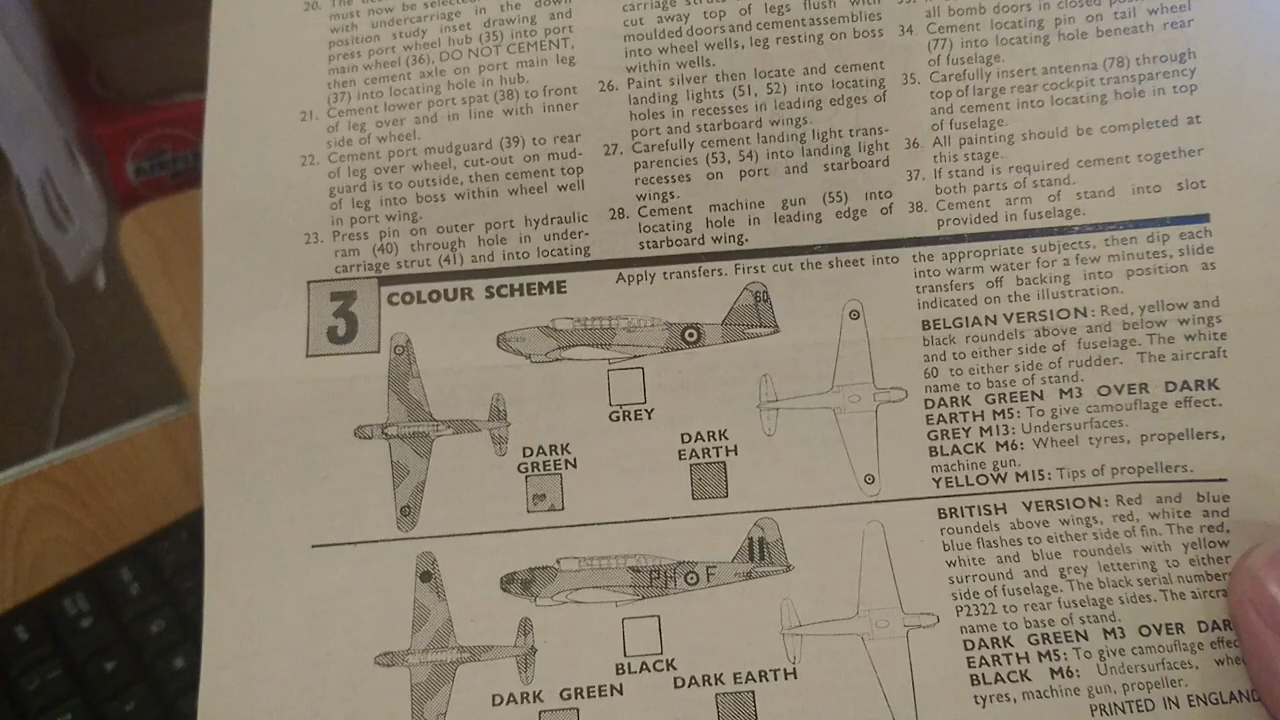 20. The
must now be selected
with undercarriage in the down
position study inset drawing and
press port wheel hub (35) into port
main wheel (36), DO NOT CEMENT,
then cement axle on port main leg
(37) into locating hole in hub.
21. Cement lower port spat (38) to front
of leg over and in line with inner
side of wheel.
22. Cement port mudguard (39) to rear
of leg over wheel, cut-out on mud-
guard is to outside, then cement top
of leg into boss within wheel well
in port wing.
23. Press pin on outer port hydraulic
ram (40) through hole in under-
carriage strut (41) and into locating
carriage
cut away top of legs flush with
moulded doors and cement assemblies
into wheel wells, leg resting on boss
within wells.
26. Paint silver then locate and cement
landing lights (51, 52) into locating
holes in recesses in leading edges of
port and starboard wings.
27. Carefully cement landing light trans-
parencies (53, 54) into landing light
recesses on port and starboard
wings.
28. Cement machine gun (55) into
locating hole in leading edge of
starboard wing.
all bomb doors in closed
34. Cement locating pin on tail wheel
(77) into locating hole beneath rear
of fuselage.
35. Carefully insert antenna (78) through
top of large rear cockpit transparency
and cement into locating hole in top
of fuselage.
36. All painting should be completed at
this stage.
37. If stand is required cement together
both parts of stand.
38. Cement arm of stand into slot
provided in fuselage.
3 COLOUR SCHEME
Apply transfers. First cut the sheet into
the appropriate subjects, then dip each
into warm water for a few minutes, slide
transfers off backing into position as
indicated on the illustration.
60
GREY
DARK
GREEN
DARK
EARTH
BELGIAN VERSION: Red, yellow and
black roundels above and below wings
and to either side of fuselage. The white
60 to either side of rudder. The aircraft
name to base of stand.
DARK GREEN M3 OVER DARK
EARTH M5: To give camouflage effect.
GREY M13: Undersurfaces.
BLACK M6: Wheel tyres, propellers,
machine gun.
YELLOW M15: Tips of propellers.
PH F
BLACK
DARK GREEN
DARK EARTH
BRITISH VERSION: Red and blue
roundels above wings, red, white and
blue flashes to either side of fin. The red,
white and blue roundels with yellow
surround and grey lettering to either
side of fuselage. The black serial number
P2322 to rear fuselage sides. The aircra
name to base of stand.
DARK GREEN M3 OVER DAR
EARTH M5: To give camouflage effec
BLACK M6: Undersurfaces, whe
tyres, machine gun, propeller.
PRINTED IN ENGLAND